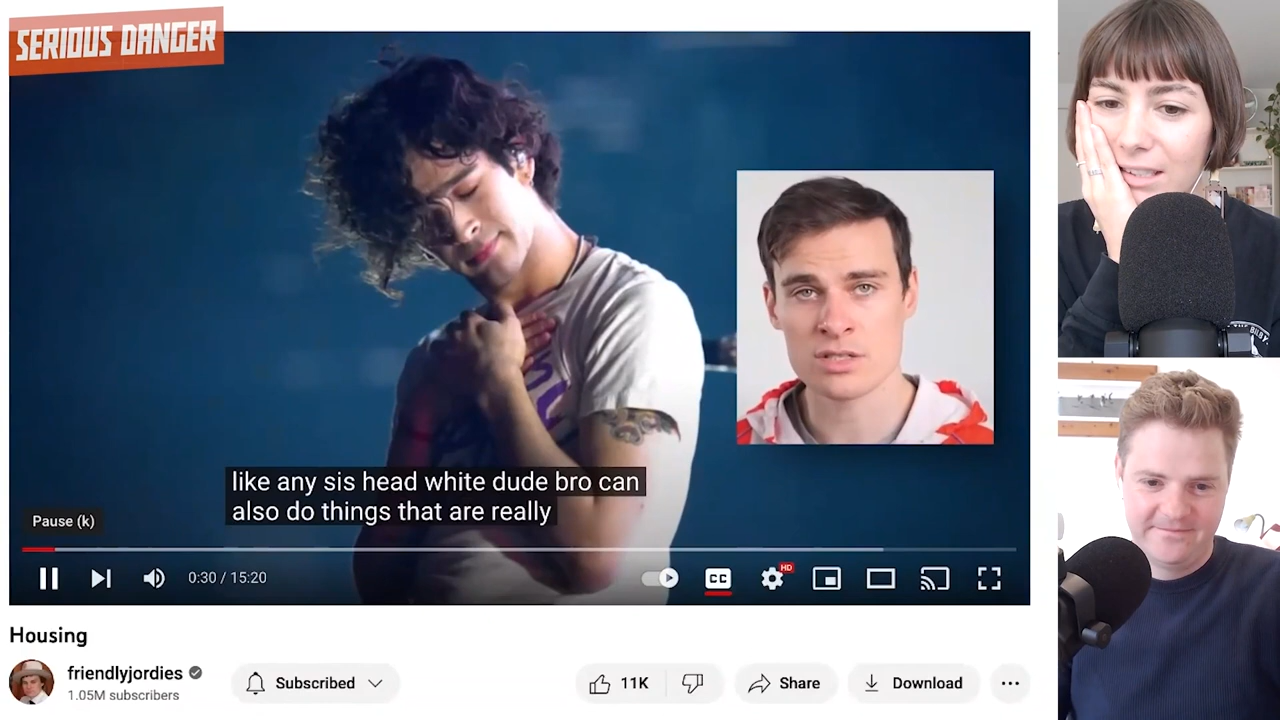 SERIOUS DANGER
like any sis head white dude bro can
also do things that are really
Pause (k)
0:30 / 15:20
CC
HD
Housing
friendlyjordies
1.05M subscribers
Subscribed
11K
Share
Download